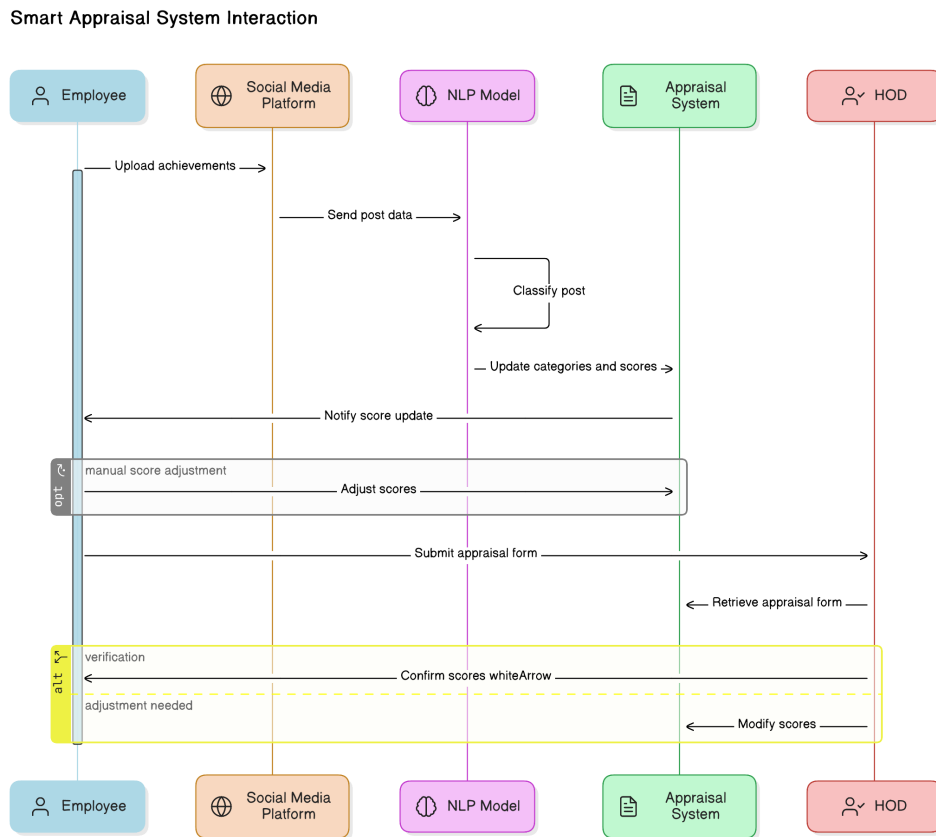 Smart Appraisal System Interaction
Employee
Social Media
Platform
NLP Model
Appraisal
System
HOD
Upload achievements
Send post data
Classify post
Update categories and scores
Notify score update
opt
manual score adjustment
Adjust scores
Submit appraisal form
Retrieve appraisal form
alt
verification
Confirm scores whiteArrow
adjustment needed
Modify scores
Employee
Social Media
Platform
NLP Model
Appraisal
System
HOD